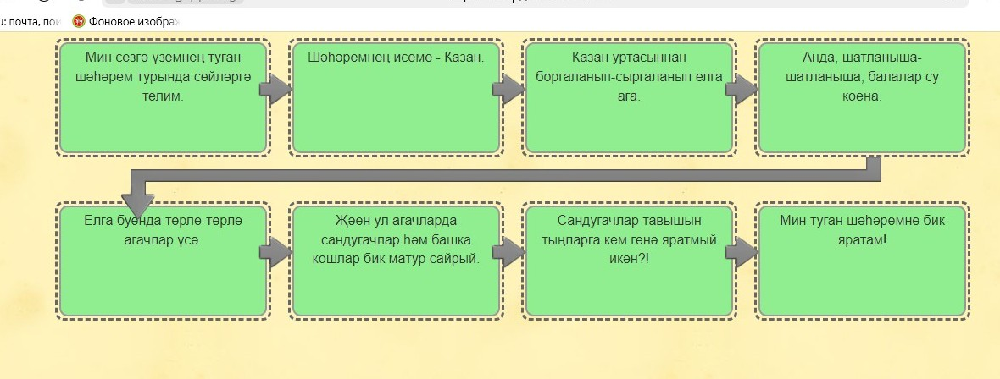 почта,
Фоновое изобра
Мин сезгә үземнең туган
шәһәрем турында сөйләргә
телим.
Шәһәремнең исеме - Казан.
Казан уртасыннан
боргаланып-сыргаланып елга
ага.
Анда, шатланыша-
шатланыша, балалар су
коена.
Елга буенда төрле-төрле
агачлар үсә.
Җәен ул агачларда
сандугачлар һәм башка
кошлар бик матур сайрый.
Сандугачлар тавышын
тыңларга кем генә яратмый
икән?!
Мин туган шәһәремне бик
яратам!